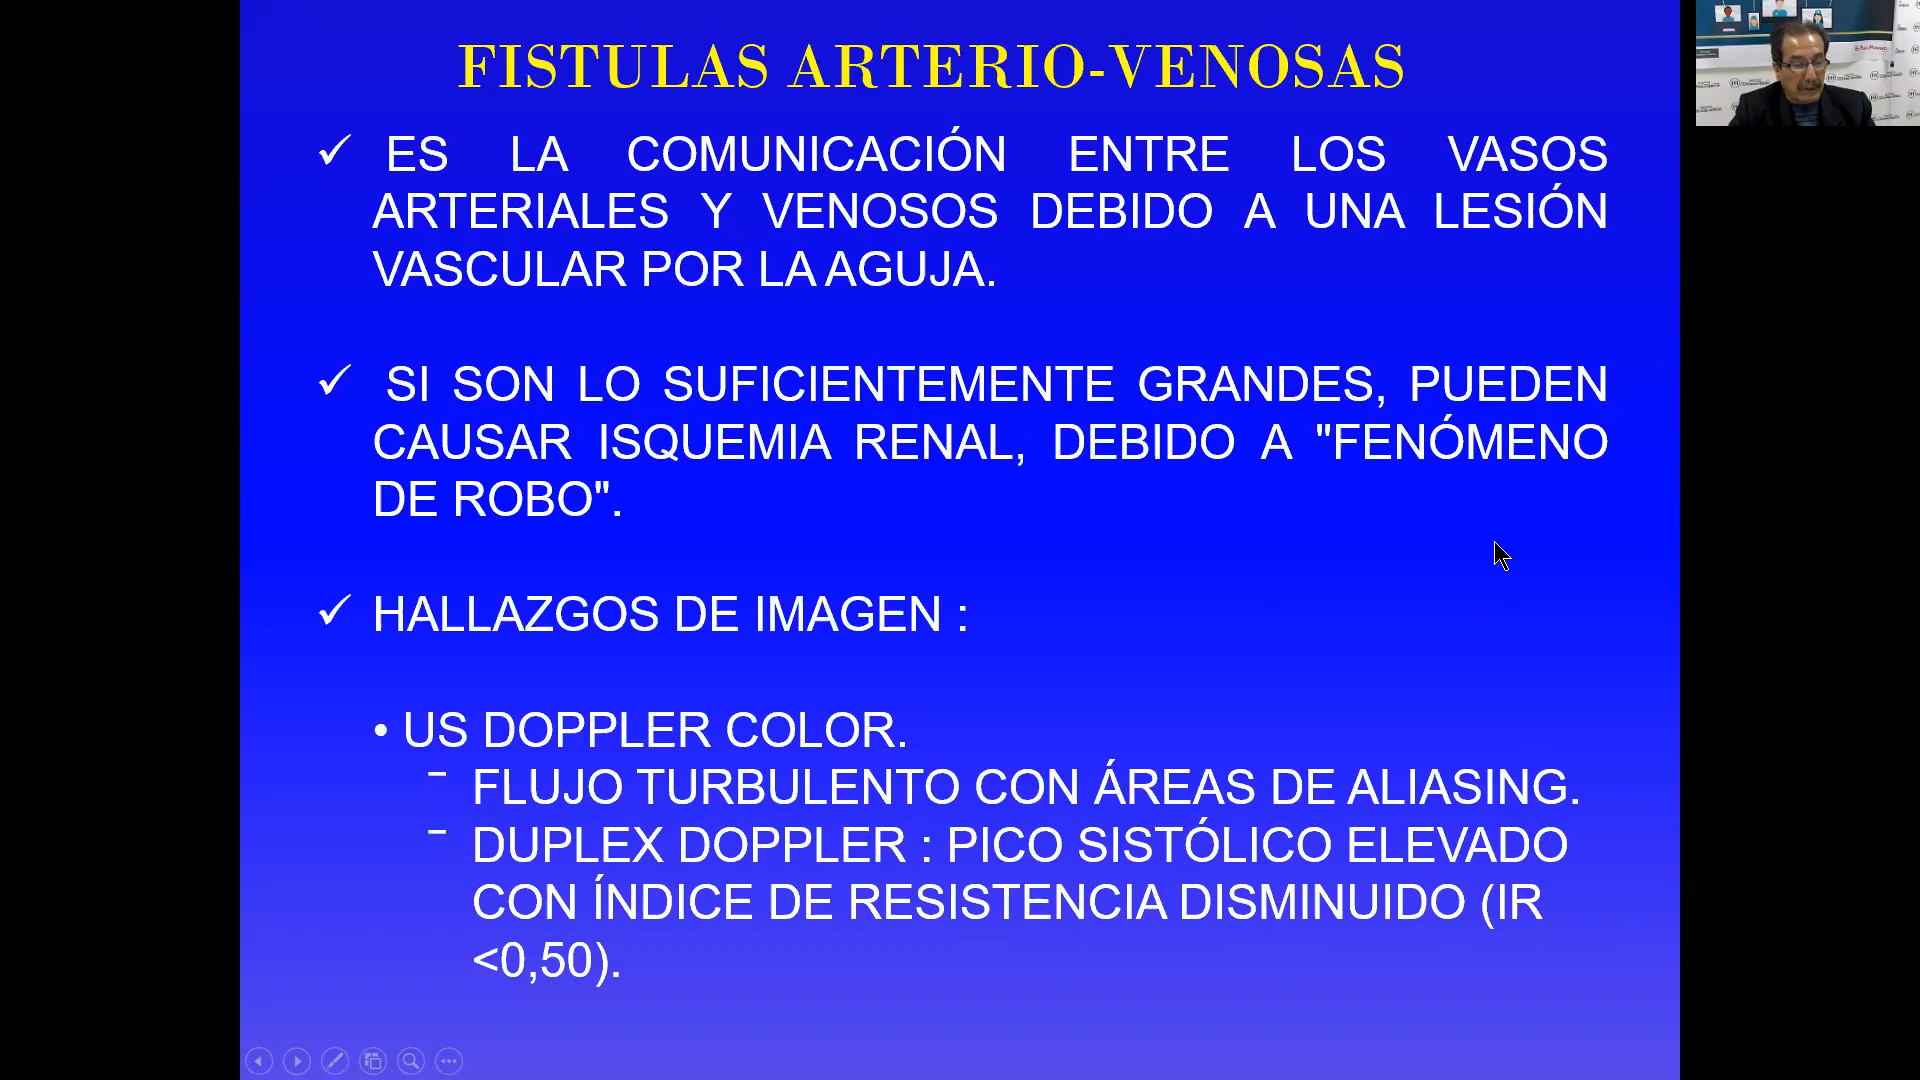 FISTULAS ARTERIO-VENOSAS
✓ ES LA COMUNICACIÓN ENTRE LOS VASOS
ARTERIALES Y VENOSOS DEBIDO A UNA LESIÓN
VASCULAR POR LA AGUJA.
✓ SI SON LO SUFICIENTEMENTE GRANDES, PUEDEN
CAUSAR ISQUEMIA RENAL, DEBIDO A "FENÓMENO
DE ROBO".
✓ HALLAZGOS DE IMAGEN :
• US DOPPLER COLOR.
- FLUJO TURBULENTO CON ÁREAS DE ALIASING.
- DUPLEX DOPPLER : PICO SISTÓLICO ELEVADO
CON ÍNDICE DE RESISTENCIA DISMINUIDO (IR
<0,50).